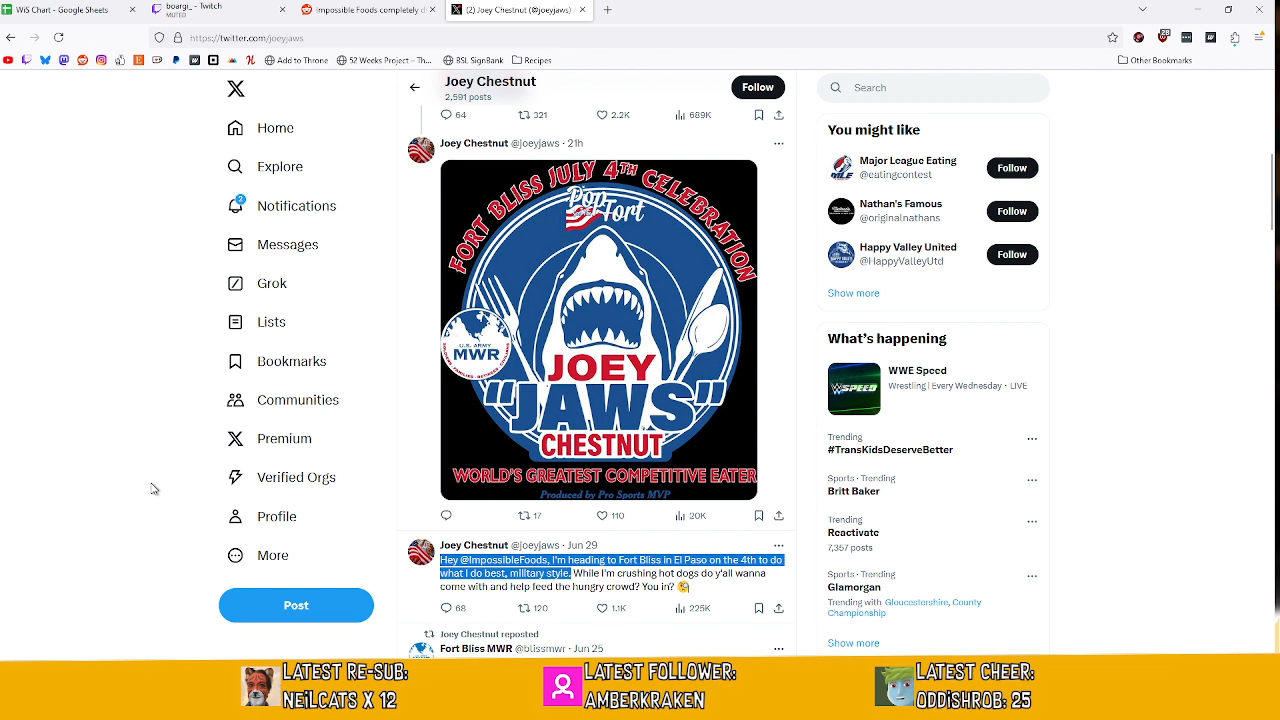 WiS Chart - Google Sheets
boargi_ - Twitch
MUTED
Impossible Foods completely d
(2) Joey Chestnut (@joeyjaws) /
https://twitter.com/joeyjaws
28
Add to Throne
52 Weeks Project – Th...
BSL SignBank
Recipes
Other Bookmarks
Home
Explore
2
Notifications
Messages
Grok
Lists
Bookmarks
Communities
Premium
Verified Orgs
Profile
More
Post
Joey Chestnut
2,591 posts
Follow
64 321 2.2K 689K
Joey Chestnut @joeyjaws · 21h
FORT BLISS JULY 4TH CELEBRATION
Pop
Fort
U.S. ARMY
MWR
JOEY
"JAWS"
CHESTNUT
WORLD'S GREATEST COMPETITIVE EATER
Produced by Pro Sports MVP
17 110 20K
Joey Chestnut @joeyjaws · Jun 29
Hey @ImpossibleFoods, I'm heading to Fort Bliss in El Paso on the 4th to do
what I do best, military style. While I'm crushing hot dogs do y'all wanna
come with and help feed the hungry crowd? You in?
68 120 1.1K 225K
Joey Chestnut reposted
Fort Bliss MWR @blissmwr · Jun 25
Search
You might like
Major League Eating
@eatingcontest
Follow
Nathan's Famous
@originalnathans
Follow
Happy Valley United
@HappyValleyUtd
Follow
Show more
What's happening
WWE Speed
Wrestling | Every Wednesday · LIVE
SPEED
Trending
#TransKidsDeserveBetter
Sports · Trending
Britt Baker
Trending
Reactivate
7,357 posts
Sports · Trending
Glamorgan
Trending with Gloucestershire, County
Championship
Show more
LATEST RE-SUB:
NEILCATS X 12
LATEST FOLLOWER:
AMBERKRAKEN
LATEST CHEER:
ODDISHROB: 25